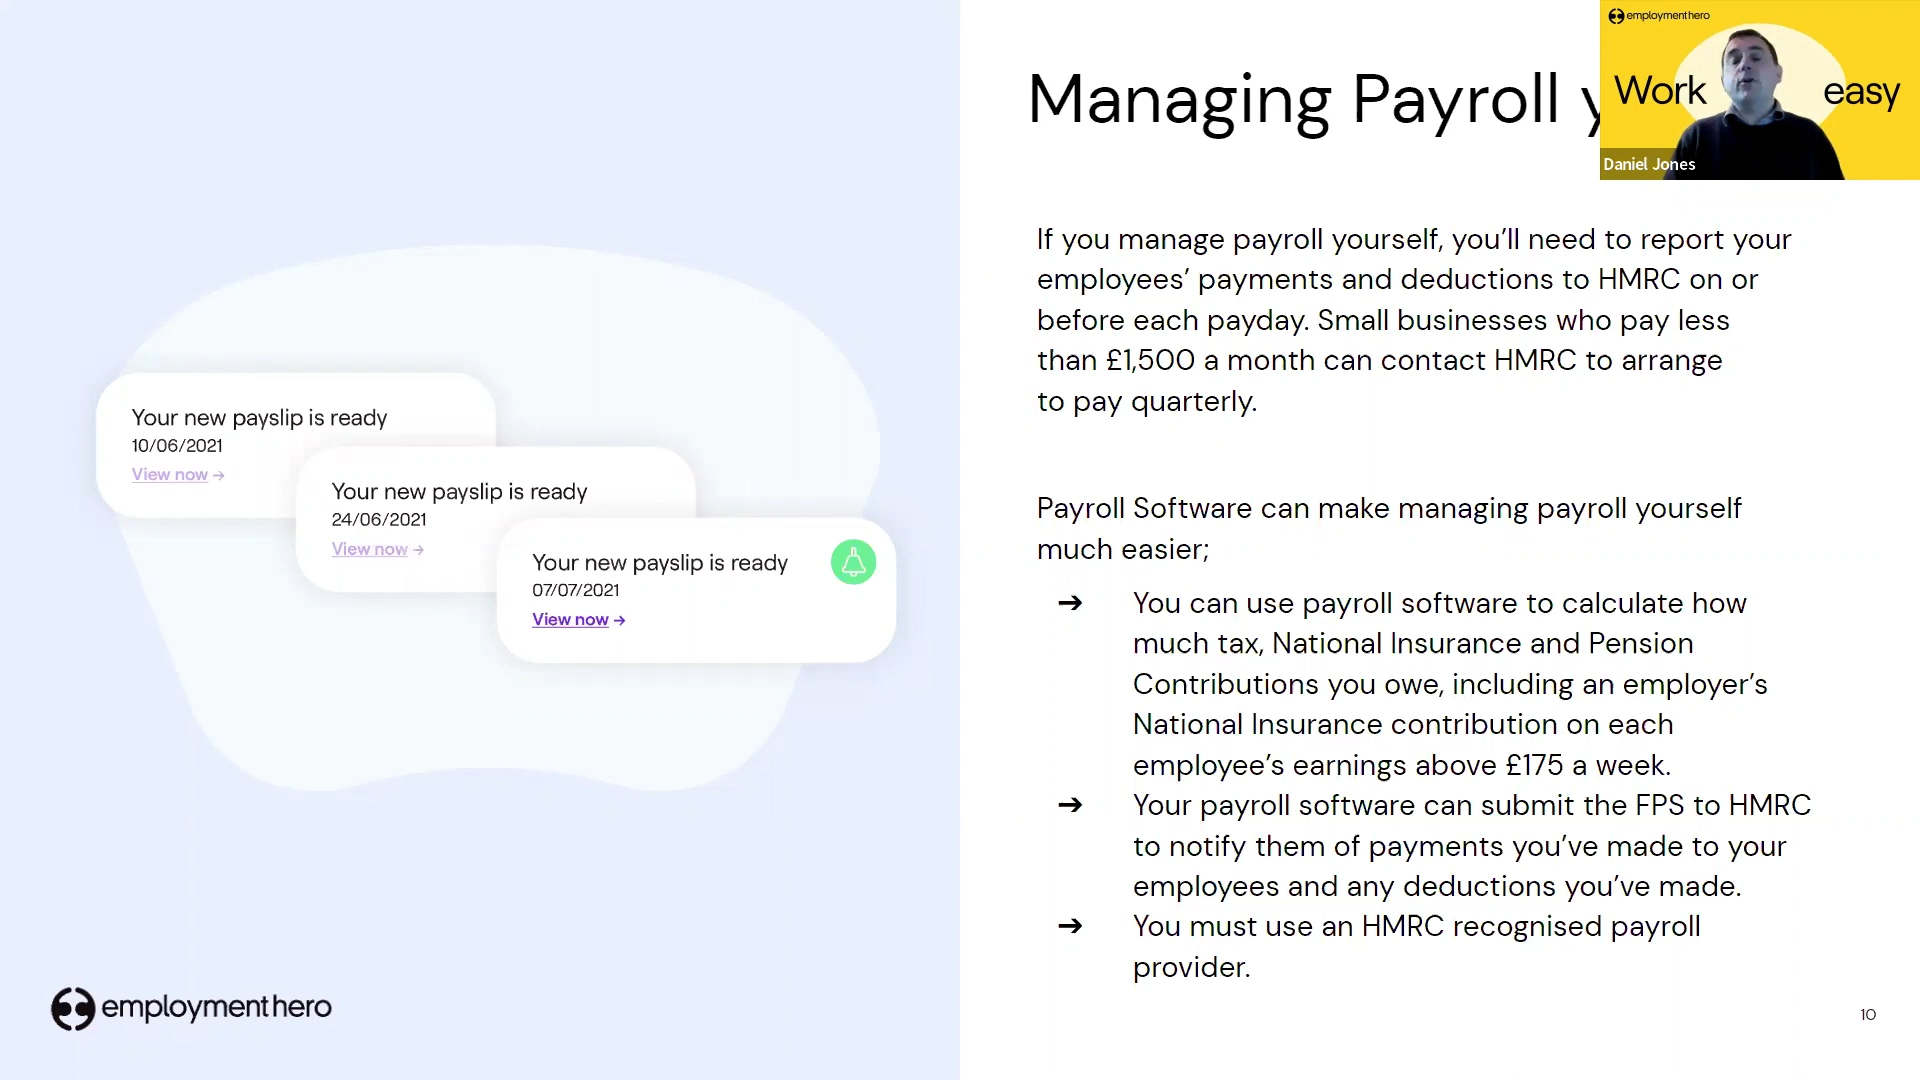 employmenthero
Work easy
Daniel Jones
Managing Payroll y
If you manage payroll yourself, you’ll need to report your
employees’ payments and deductions to HMRC on or
before each payday. Small businesses who pay less
than £1,500 a month can contact HMRC to arrange
to pay quarterly.
Payroll Software can make managing payroll yourself
much easier;
➔ You can use payroll software to calculate how
much tax, National Insurance and Pension
Contributions you owe, including an employer’s
National Insurance contribution on each
employee’s earnings above £175 a week.
➔ Your payroll software can submit the FPS to HMRC
to notify them of payments you’ve made to your
employees and any deductions you’ve made.
➔ You must use an HMRC recognised payroll
provider.
Your new payslip is ready
10/06/2021
View now →
Your new payslip is ready
24/06/2021
View now →
Your new payslip is ready
07/07/2021
View now →
employmenthero
10